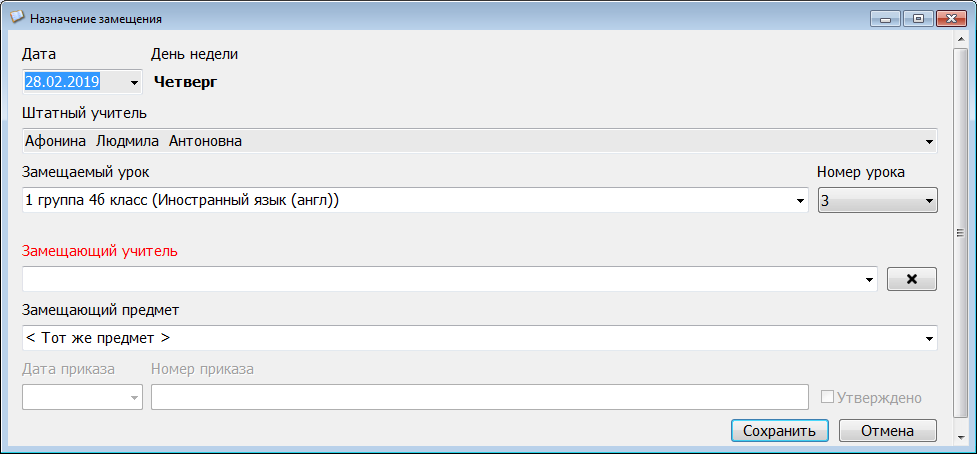 Назначение замещения
Дата День недели
28.02.2019 Четверг
Штатный учитель
Афонина Людмила Антоновна
Замещаемый урок Номер урока
1 группа 4б класс (Иностранный язык (англ)) 3
Замещающий учитель
Замещающий предмет
< Тот же предмет >
Дата приказа Номер приказа
Утверждено
Сохранить Отмена